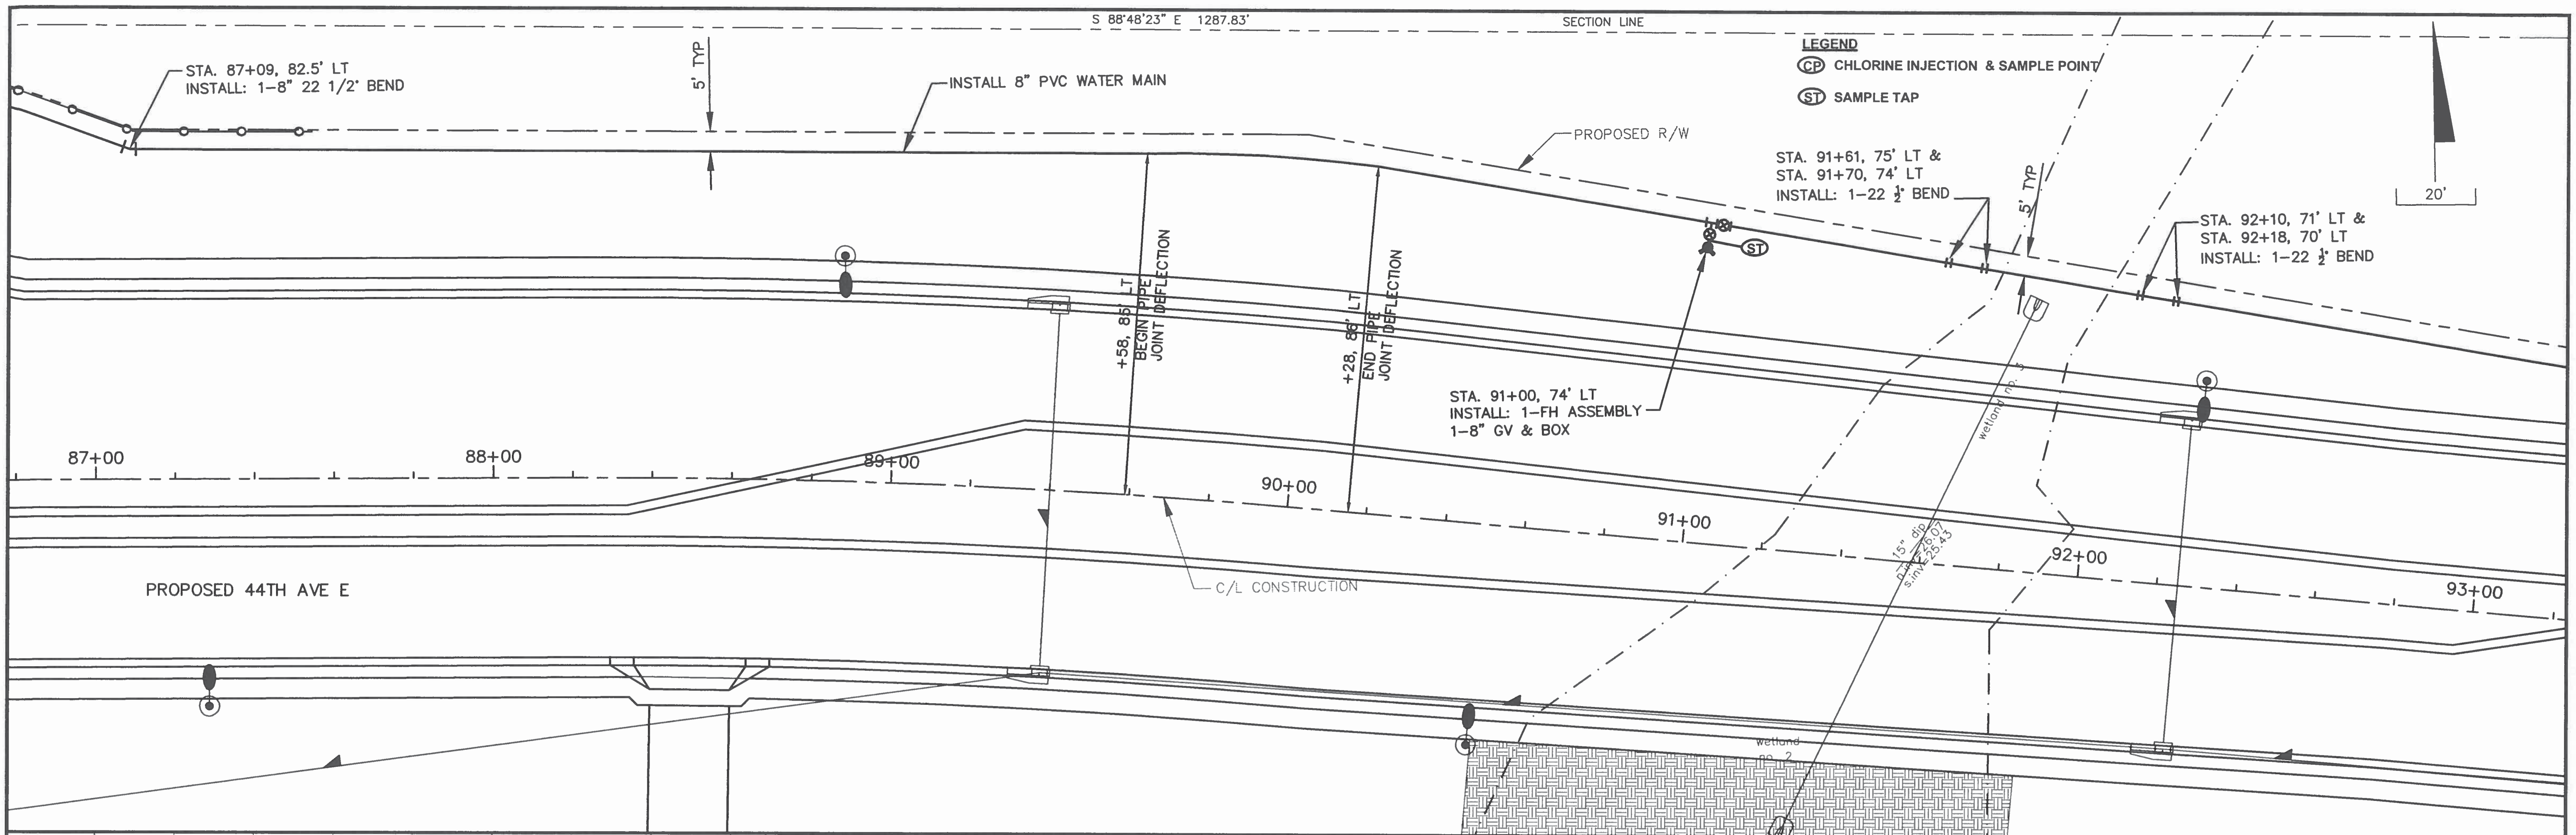 S 88°48'23" E 1287.83'
SECTION LINE
LEGEND
CP CHLORINE INJECTION & SAMPLE POINT
ST SAMPLE TAP
STA. 87+09, 82.5' LT
INSTALL: 1-8" 22 1/2° BEND
5' TYP
INSTALL 8" PVC WATER MAIN
PROPOSED R/W
STA. 91+61, 75' LT &
STA. 91+70, 74' LT
INSTALL: 1-22 ½° BEND
5' TYP
20'
STA. 92+10, 71' LT &
STA. 92+18, 70' LT
INSTALL: 1-22 ½° BEND
ST
+58, 85' LT
BEGIN PIPE
JOINT DEFLECTION
+28, 86' LT
END PIPE
JOINT DEFLECTION
STA. 91+00, 74' LT
INSTALL: 1-FH ASSEMBLY
1-8" GV & BOX
wetland no. 3
87+00
88+00
89+00
90+00
91+00
92+00
93+00
15" dip
n.inv=26.07
s.inv=25.43
C/L CONSTRUCTION
PROPOSED 44TH AVE E
wetland
no. 2